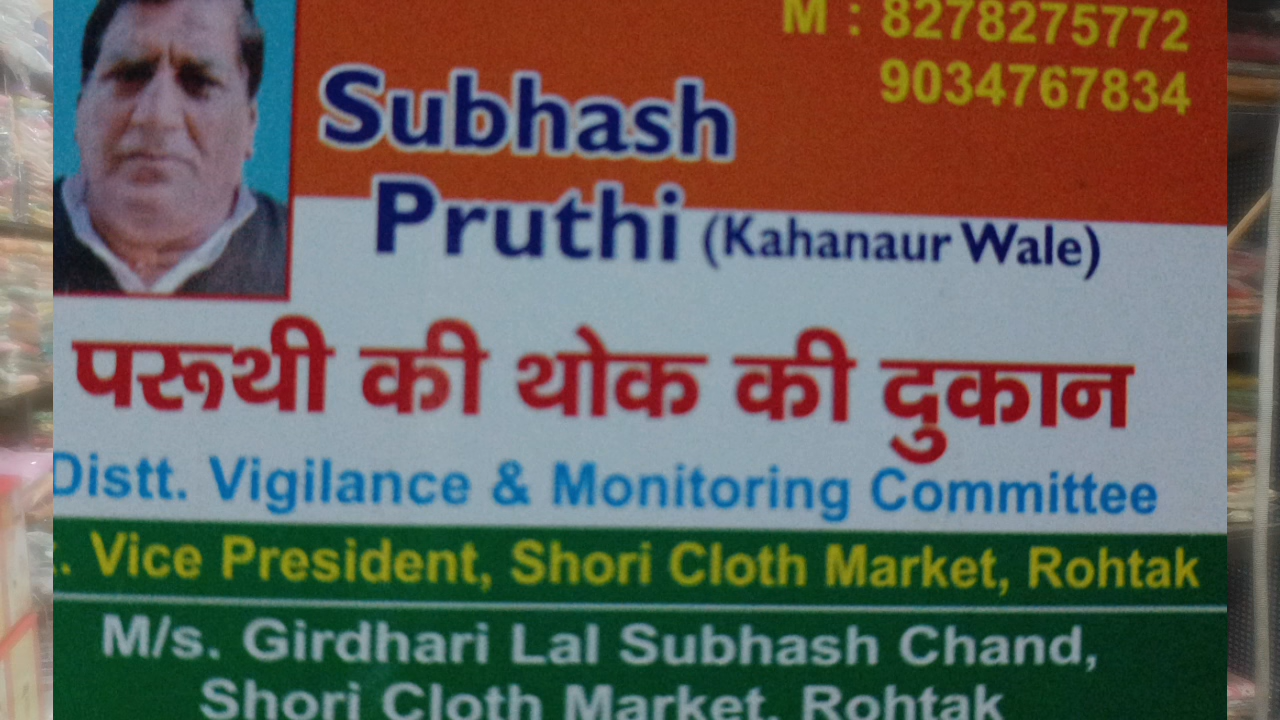 M : 8278275772
9034767834
Subhash
Pruthi (Kahanaur Wale)
परूथी की थोक की दुकान
Distt. Vigilance & Monitoring Committee
. Vice President, Shori Cloth Market, Rohtak
M/s. Girdhari Lal Subhash Chand,
Shori Cloth Market, Rohtak